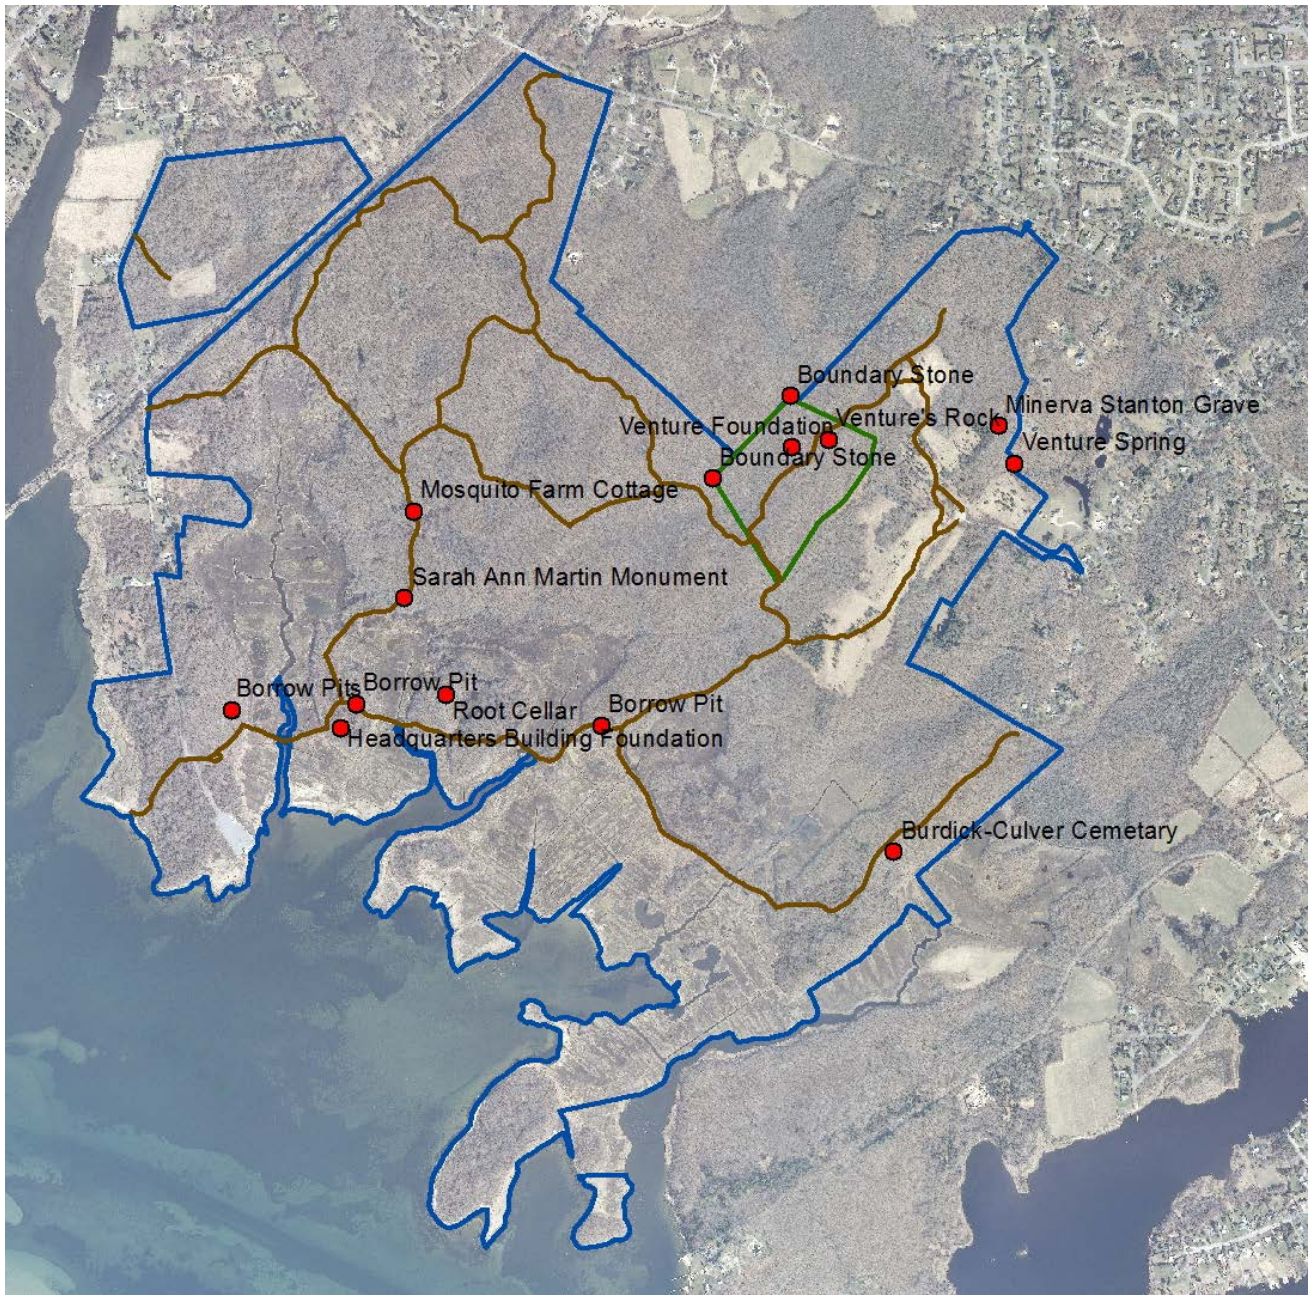 Boundary Stone
Minerva Stanton Grave
Venture's Rock
Venture Foundation
Venture Spring
Boundary Stone
Mosquito Farm Cottage
Sarah Ann Martin Monument
Borrow Pits
Borrow Pit
Root Cellar
Borrow Pit
Headquarters Building Foundation
Burdick-Culver Cemetary